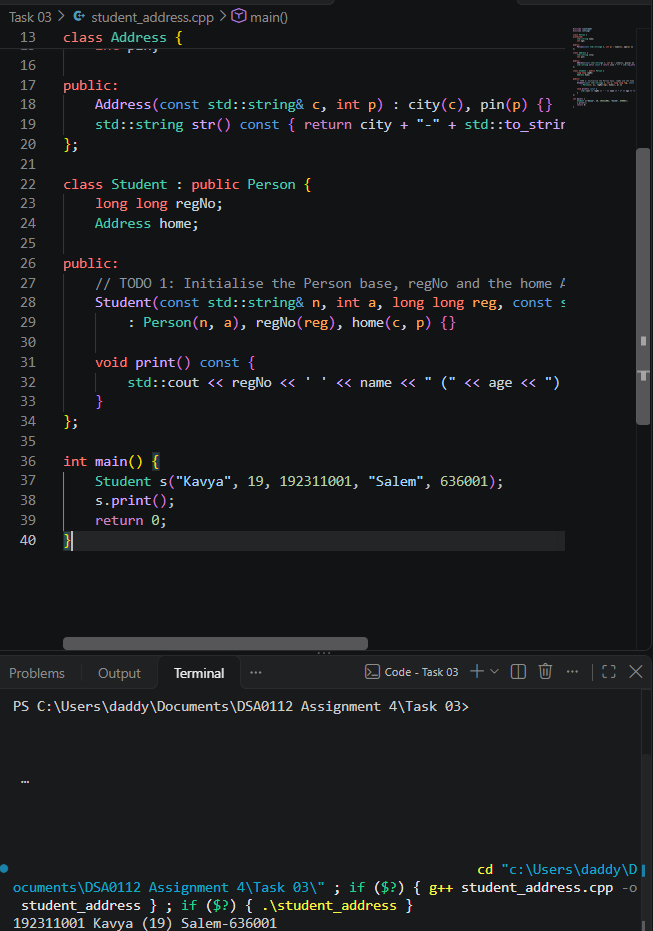 Task 03 > student_address.cpp > main()
13 class Address {
16
17 public:
18     Address(const std::string& c, int p) : city(c), pin(p) {}
19     std::string str() const { return city + "-" + std::to_strin
20 };
21
22 class Student : public Person {
23     long long regNo;
24     Address home;
25
26 public:
27     // TODO 1: Initialise the Person base, regNo and the home A
28     Student(const std::string& n, int a, long long reg, const s
29         : Person(n, a), regNo(reg), home(c, p) {}
30
31     void print() const {
32         std::cout << regNo << ' ' << name << " (" << age << ")
33     }
34 };
35
36 int main() {
37     Student s("Kavya", 19, 192311001, "Salem", 636001);
38     s.print();
39     return 0;
40 }
Problems Output Terminal ... Code - Task 03
PS C:\Users\daddy\Documents\DSA0112 Assignment 4\Task 03>
…
cd "c:\Users\daddy\D
ocuments\DSA0112 Assignment 4\Task 03\" ; if ($?) { g++ student_address.cpp -o
student_address } ; if ($?) { .\student_address }
192311001 Kavya (19) Salem-636001